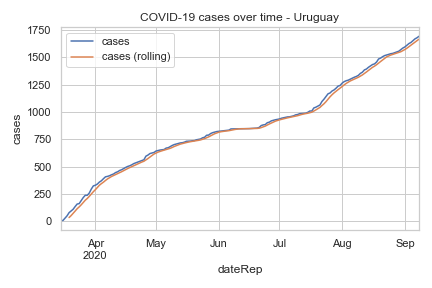 COVID-19 cases over time - Uruguay
1750
1500
1250
1000
750
500
250
0
cases
cases
cases (rolling)
Apr
2020
May
Jun
Jul
Aug
Sep
dateRep